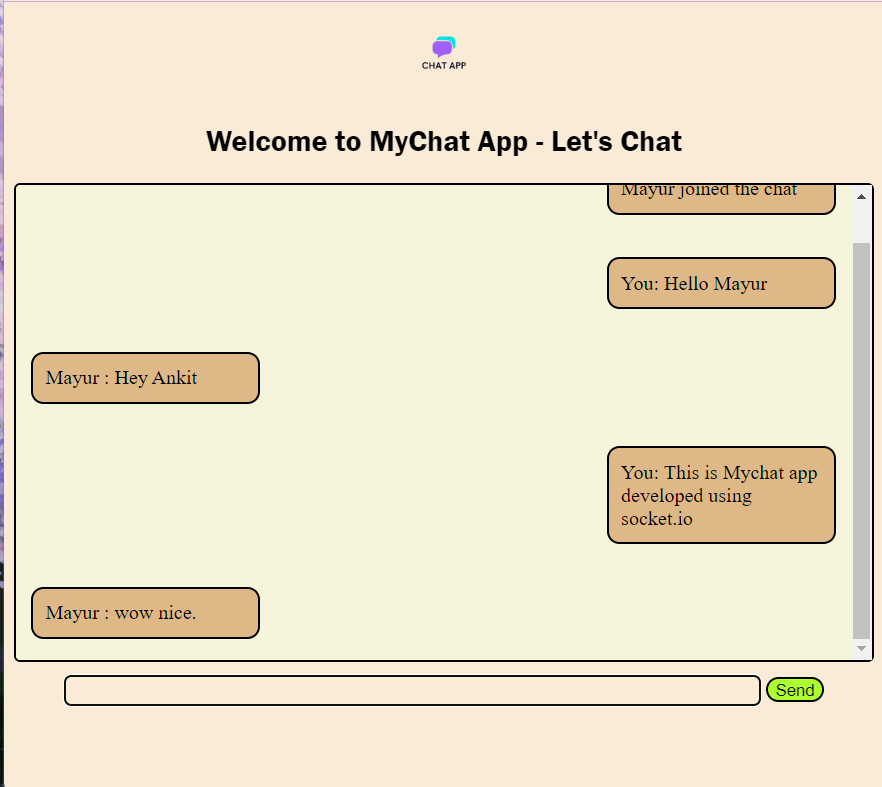 CHAT APP
Welcome to MyChat App - Let's Chat
Mayur joined the chat
You: Hello Mayur
Mayur : Hey Ankit
You: This is Mychat app
developed using
socket.io
Mayur : wow nice.
Send